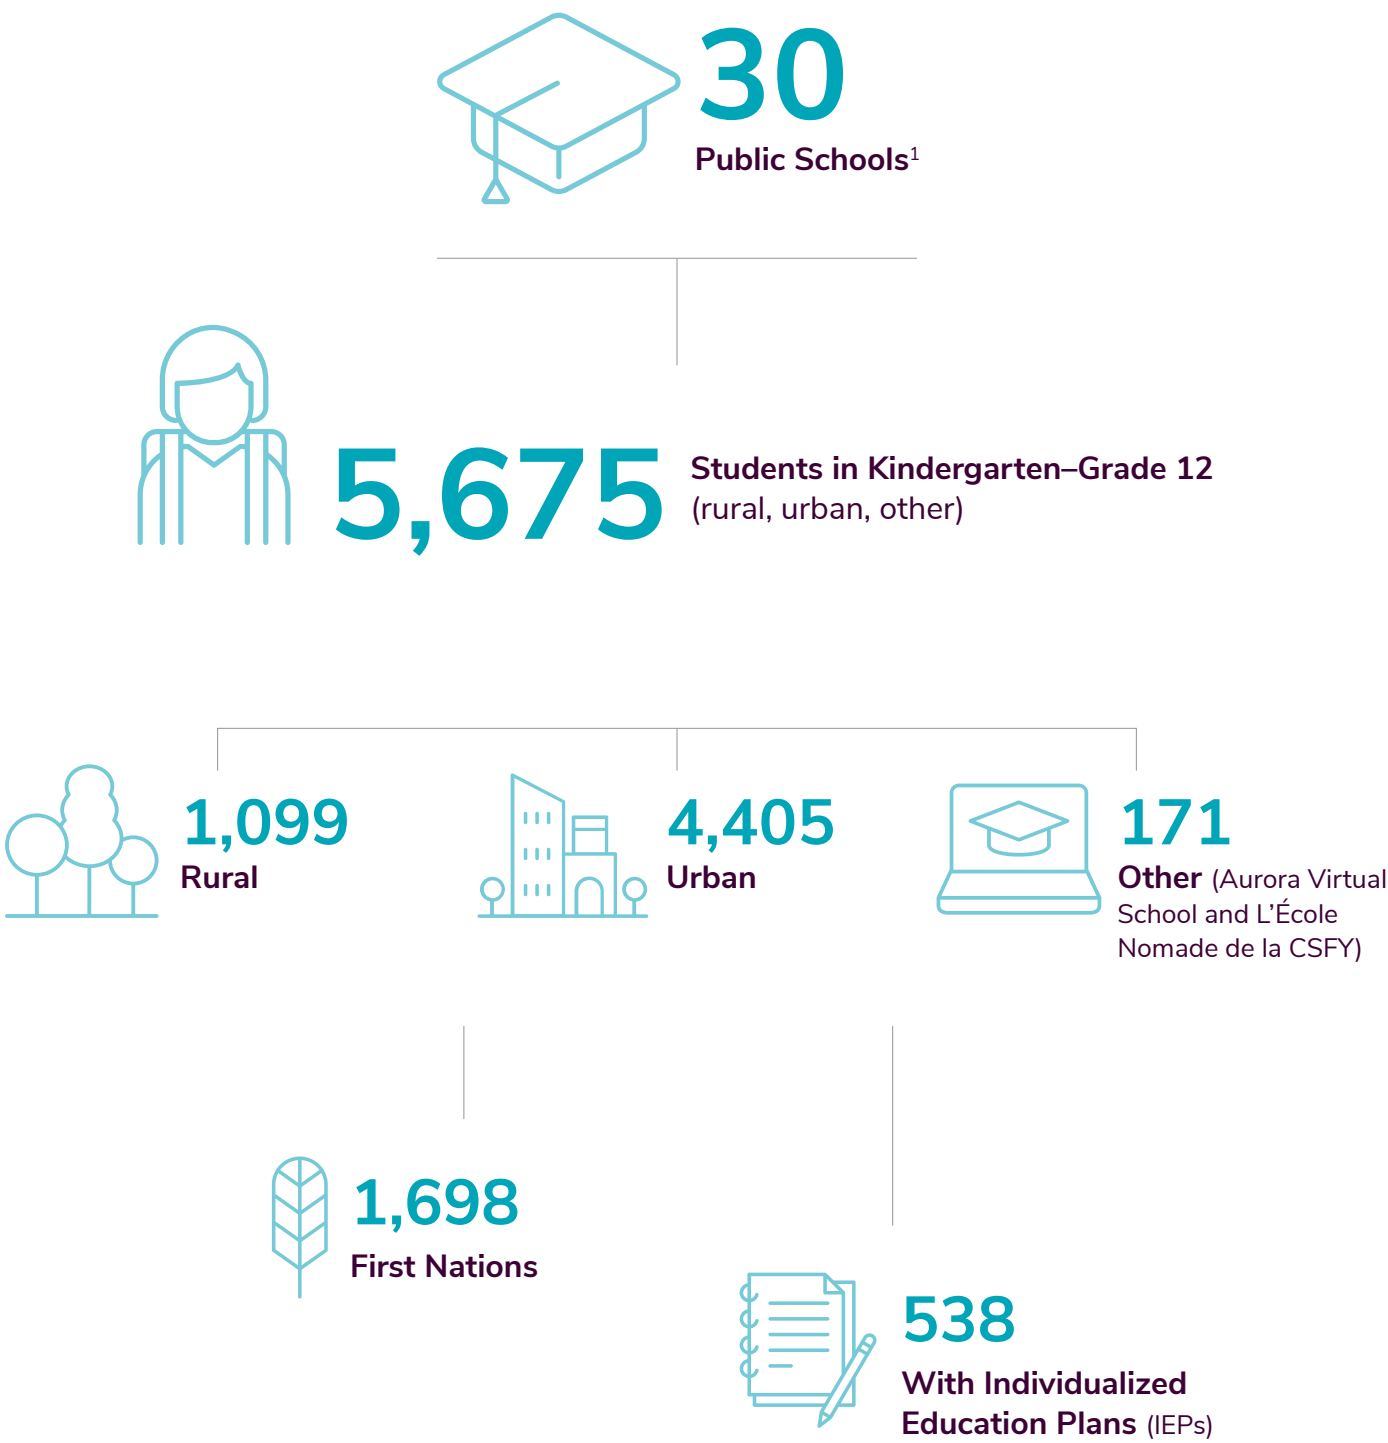 30
Public Schools¹
5,675
Students in Kindergarten–Grade 12
(rural, urban, other)
1,099
Rural
4,405
Urban
171
Other (Aurora Virtual
School and L’École
Nomade de la CSFY)
1,698
First Nations
538
With Individualized
Education Plans (IEPs)